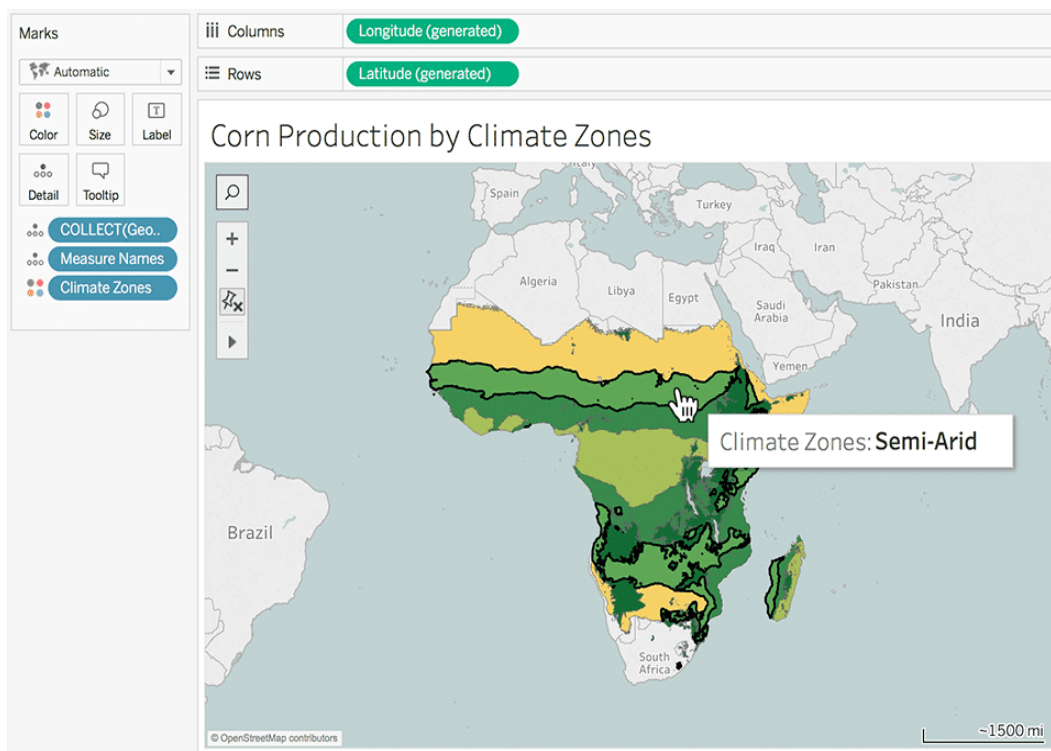 Marks
Automatic
Color
Size
Label
Detail
Tooltip
COLLECT(Geo..
Measure Names
Climate Zones
Columns
Longitude (generated)
Rows
Latitude (generated)
Corn Production by Climate Zones
Italy
Spain
Turkey
Iraq
Iran
Algeria
Libya
Egypt
Pakistan
Saudi
Arabia
India
Yemen
Climate Zones: Semi-Arid
Brazil
South
Africa
© OpenStreetMap contributors
~1500 mi